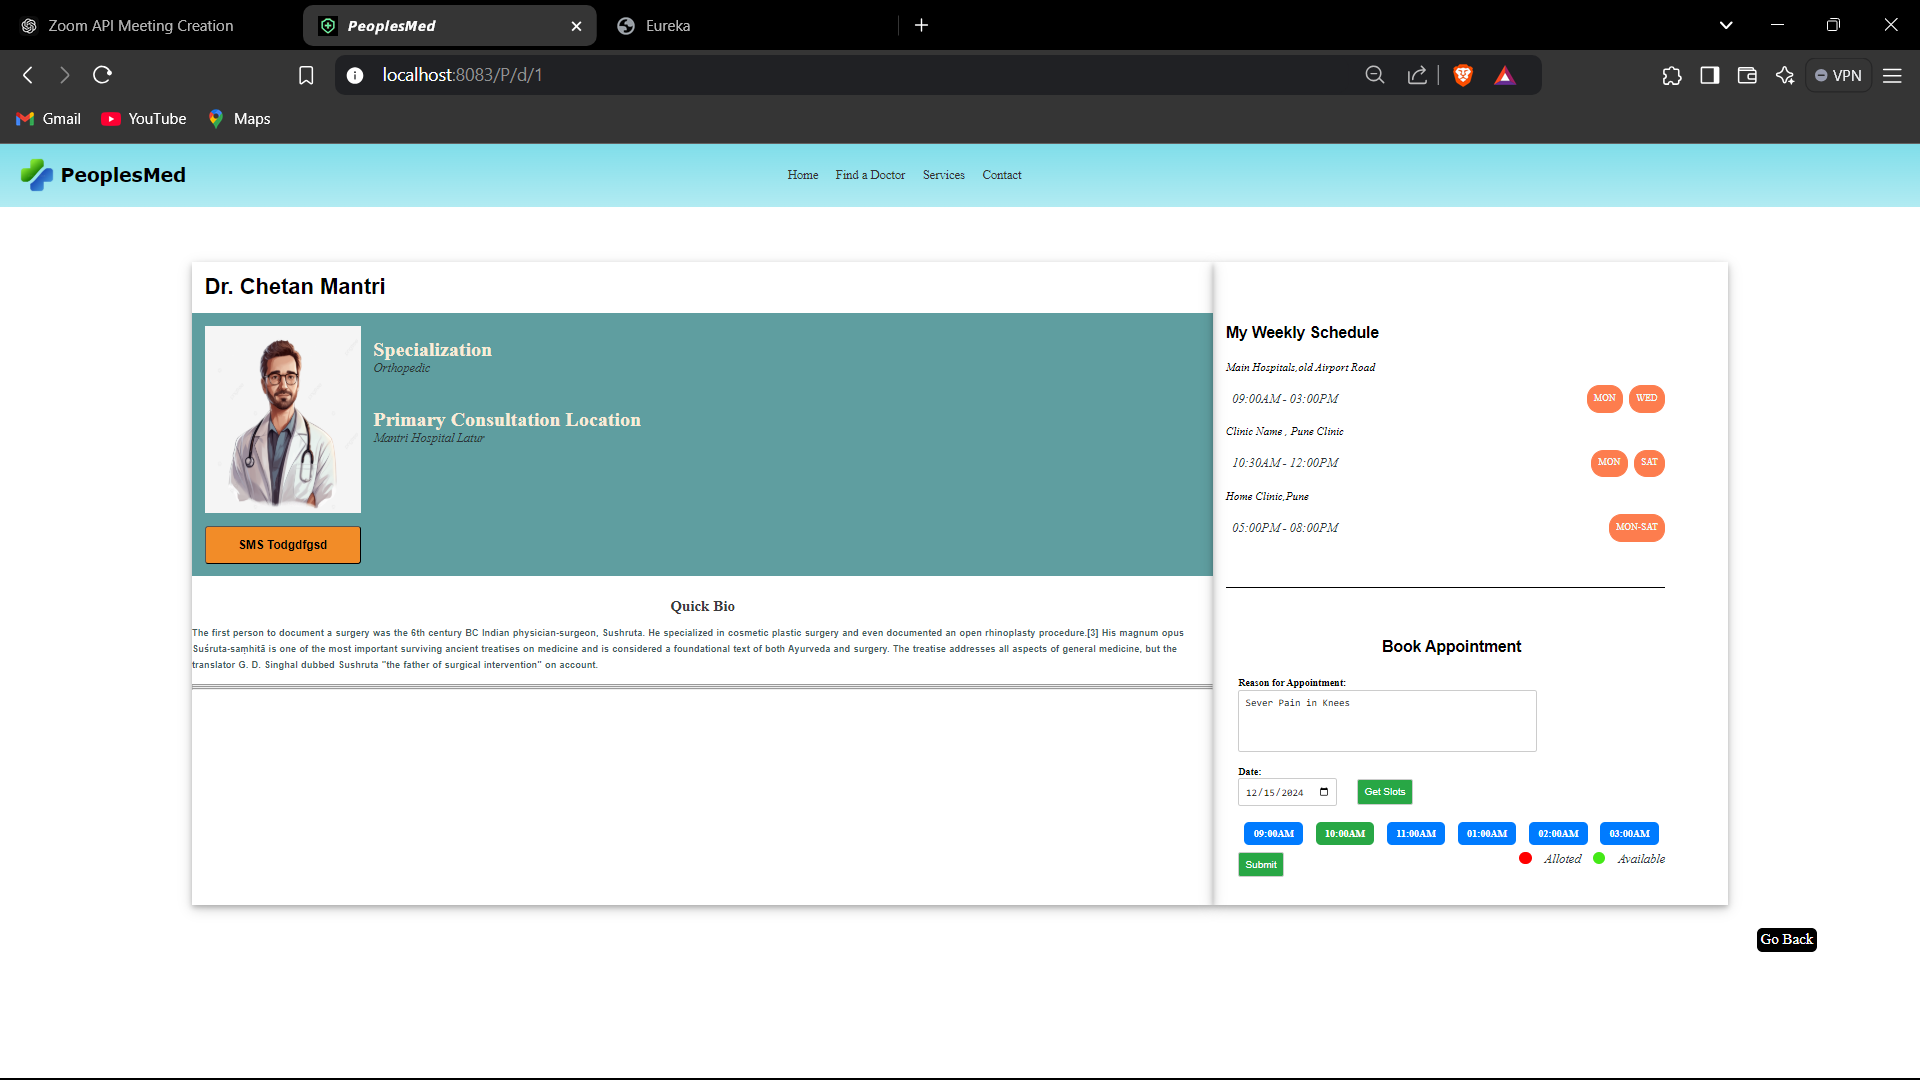 Zoom API Meeting Creation
PeoplesMed
Eureka
localhost:8083/P/d/1
VPN
Gmail
YouTube
Maps
PeoplesMed
Home
Find a Doctor
Services
Contact
Dr. Chetan Mantri
Specialization
Orthopedic
Primary Consultation Location
Mantri Hospital Latur
SMS Todgdfgsd
Quick Bio
The first person to document a surgery was the 6th century BC Indian physician-surgeon, Sushruta. He specialized in cosmetic plastic surgery and even documented an open rhinoplasty procedure.[3] His magnum opus
Suśruta-saṃhitā is one of the most important surviving ancient treatises on medicine and is considered a foundational text of both Ayurveda and surgery. The treatise addresses all aspects of general medicine, but the
translator G. D. Singhal dubbed Sushruta "the father of surgical intervention" on account.
My Weekly Schedule
Main Hospitals,old Airport Road
09:00AM - 03:00PM MON WED
Clinic Name , Pune Clinic
10:30AM - 12:00PM MON SAT
Home Clinic,Pune
05:00PM - 08:00PM MON-SAT
Book Appointment
Reason for Appointment:
Sever Pain in Knees
Date:
12/15/2024 Get Slots
09:00AM 10:00AM 11:00AM 01:00AM 02:00AM 03:00AM
Submit
Alloted Available
Go Back